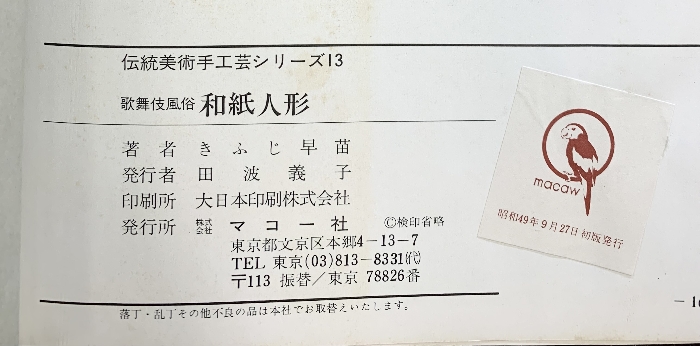 伝統美術手工芸シリーズ13
歌舞伎風俗 和紙人形
著者 きふじ早苗
発行者 田波義子
印刷所 大日本印刷株式会社
発行所 株式会社 マコー社 ©検印省略
東京都文京区本郷4-13-7
TEL 東京(03)813-8331(代)
〒113 振替/東京 78826番
落丁・乱丁その他不良の品は本社でお取替えいたします。
macaw
昭和49年9月27日初版発行